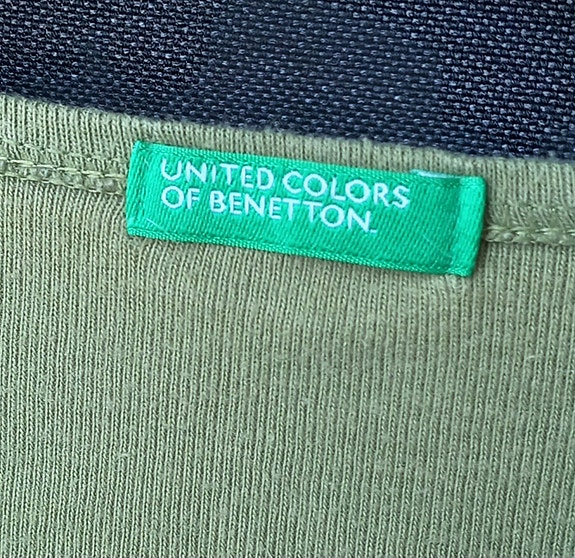 UNITED COLORS
OF BENETTON.